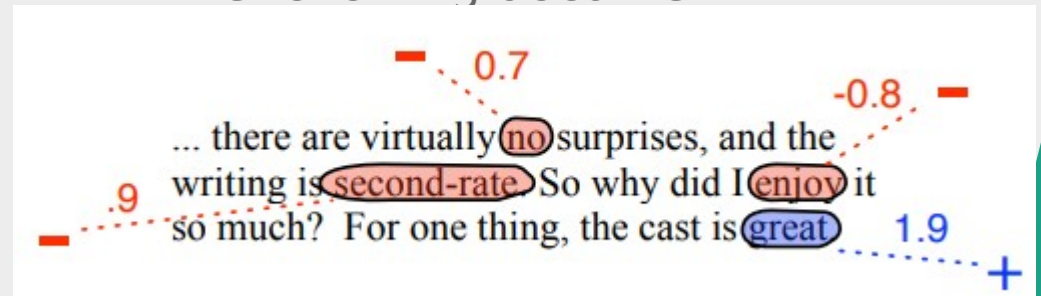 - 0.7
-0.8 -
... there are virtually no surprises, and the
writing is second-rate. So why did I enjoy it
.9
so much? For one thing, the cast is great
1.9
- +